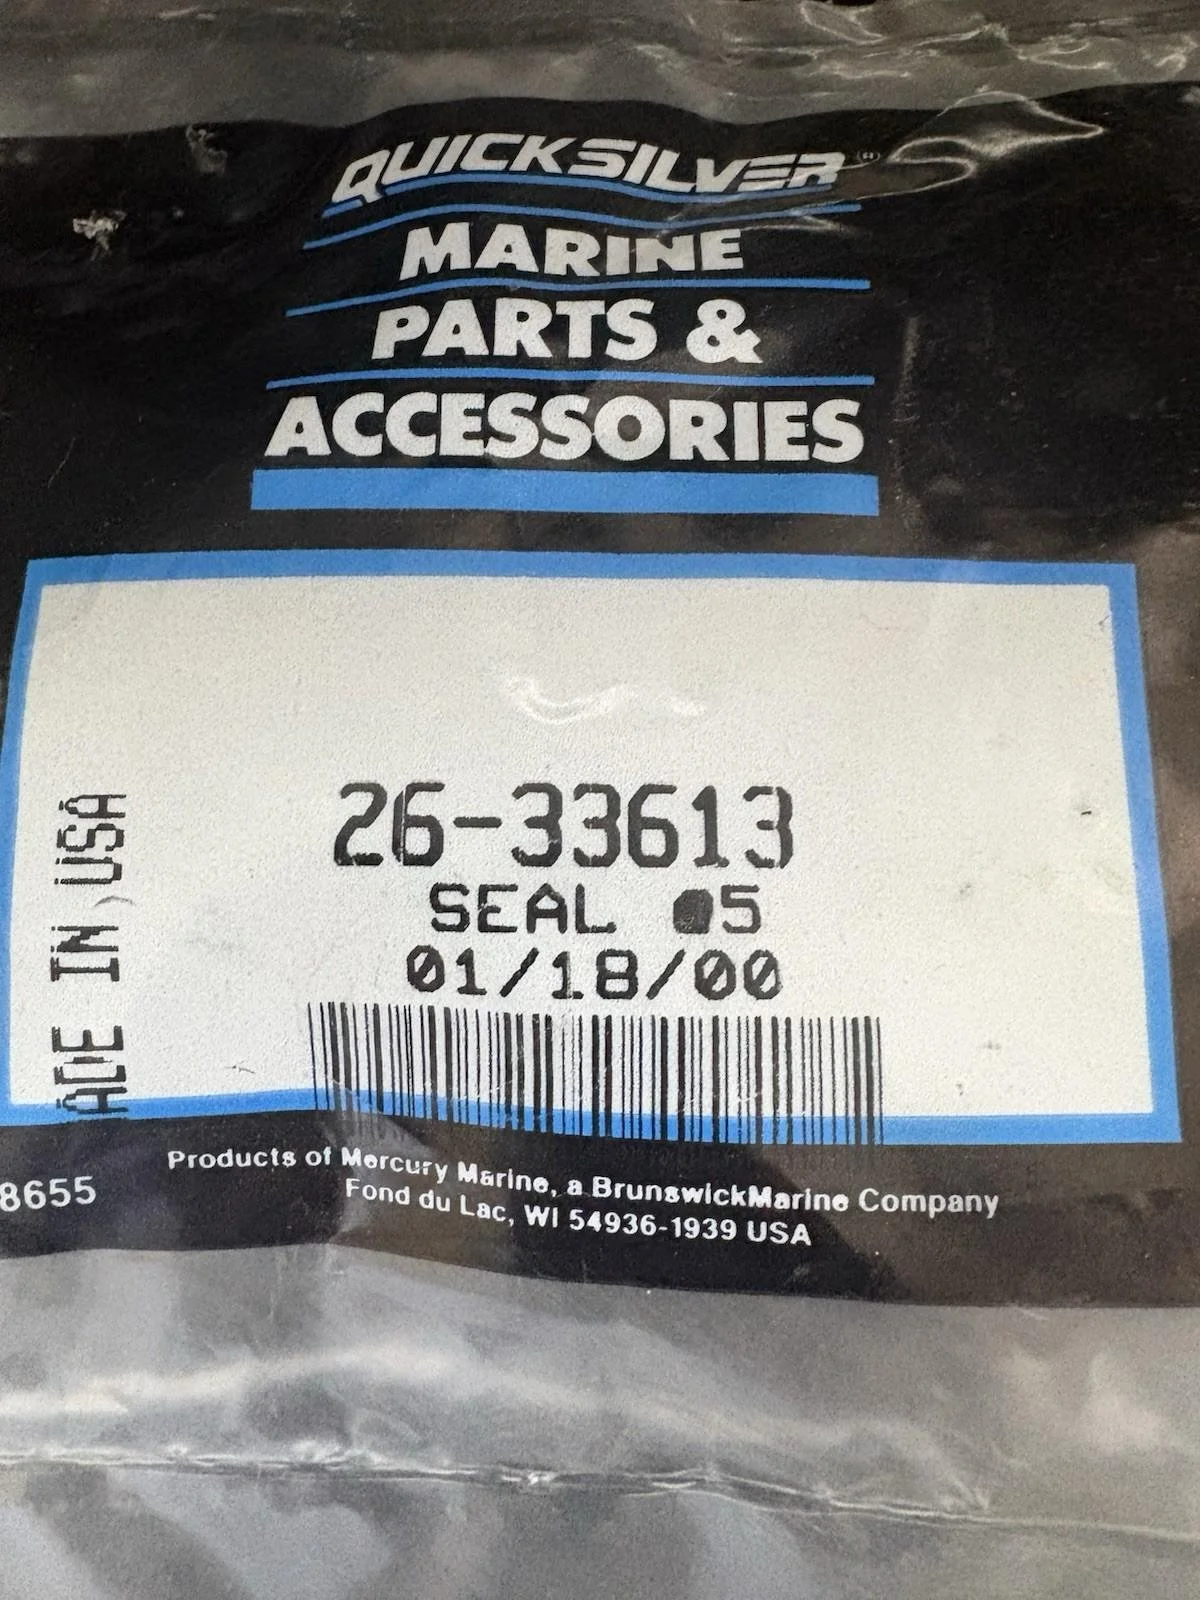 QUICKSILVER®
MARINE
PARTS &
ACCESSORIES
26-33613
SEAL @5
01/18/00
ADE IN USA
8655
Products of Mercury Marine, a BrunswickMarine Company
Fond du Lac, WI 54936-1939 USA